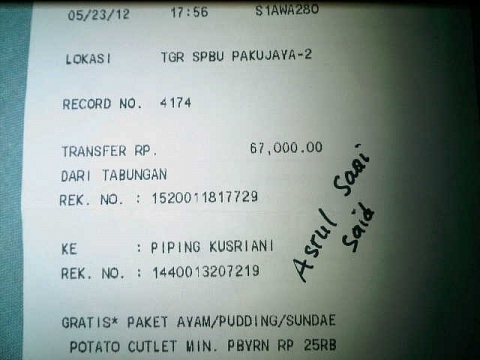 05/23/12 17:56 S1AWA280
LOKASI TGR SPBU PAKUJAYA-2
RECORD NO. 4174
TRANSFER RP. 67,000.00
DARI TABUNGAN
REK. NO. : 1520011817729
KE : PIPING KUSRIANI
REK. NO. : 1440013207219
Asrul Sani
Said
GRATIS* PAKET AYAM/PUDDING/SUNDAE
POTATO CUTLET MIN. PBYRN RP 25RB